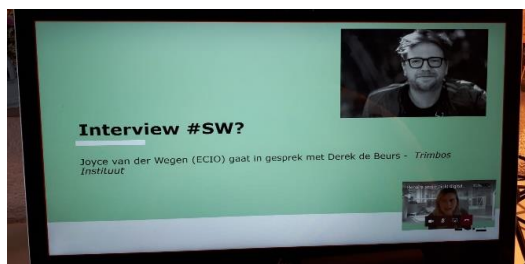 Interview #SW?
Joyce van der Wegen (ECIO) gaat in gesprek met Derek de Beurs - Trimbos
Instituut